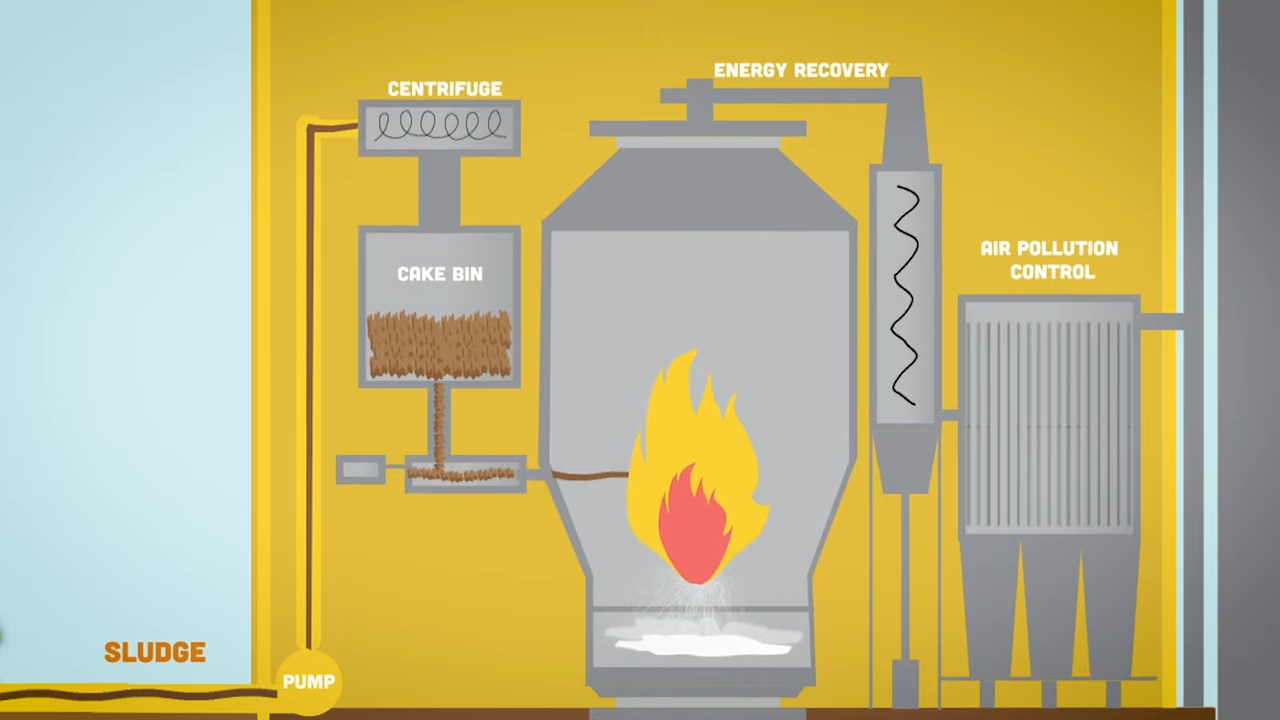 ENERGY RECOVERY
CENTRIFUGE
AIR POLLUTION
CONTROL
CAKE BIN
SLUDGE
PUMP